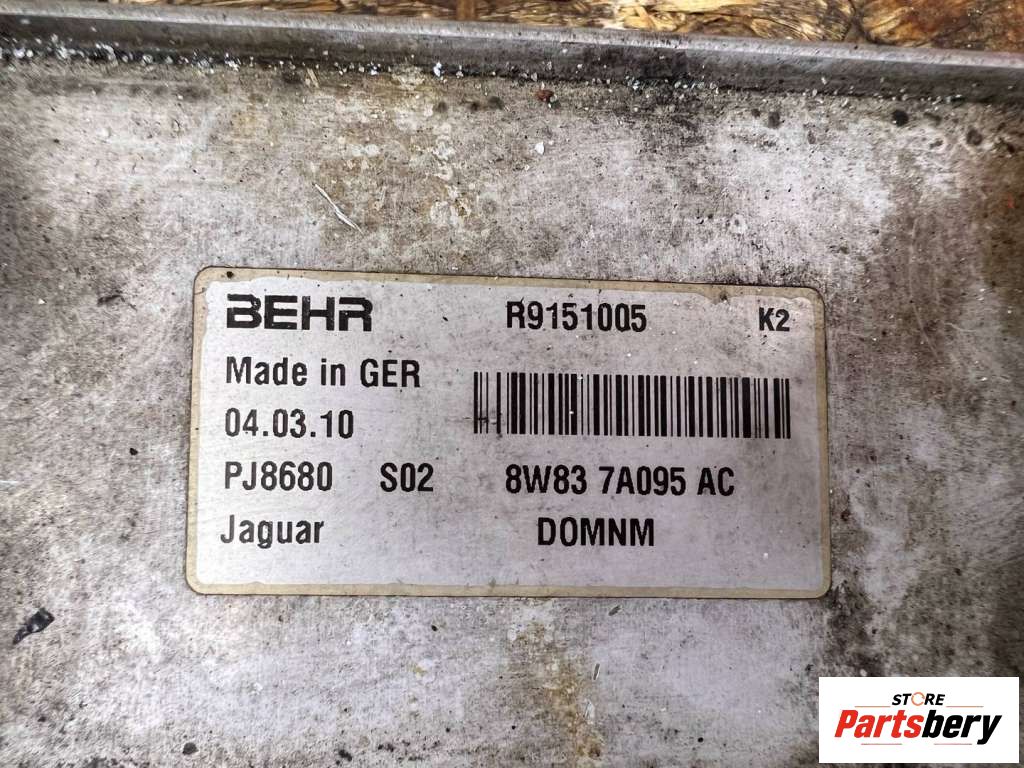 BEHR R9151005 K2
Made in GER
04.03.10
PJ8680 S02 8W83 7A095 AC
Jaguar DOMNM
STORE
Partsbery